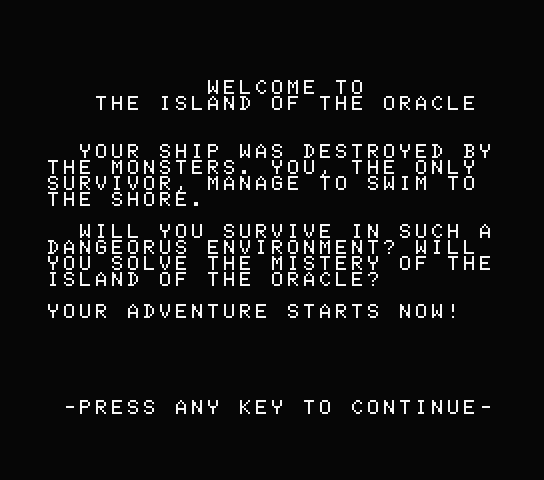 WELCOME TO
THE ISLAND OF THE ORACLE
YOUR SHIP WAS DESTROYED BY
THE MONSTERS. YOU, THE ONLY
SURVIVOR, MANAGE TO SWIM TO
THE SHORE.
WILL YOU SURVIVE IN SUCH A
DANGEORUS ENVIRONMENT? WILL
YOU SOLVE THE MISTERY OF THE
ISLAND OF THE ORACLE?
YOUR ADVENTURE STARTS NOW!
-PRESS ANY KEY TO CONTINUE-